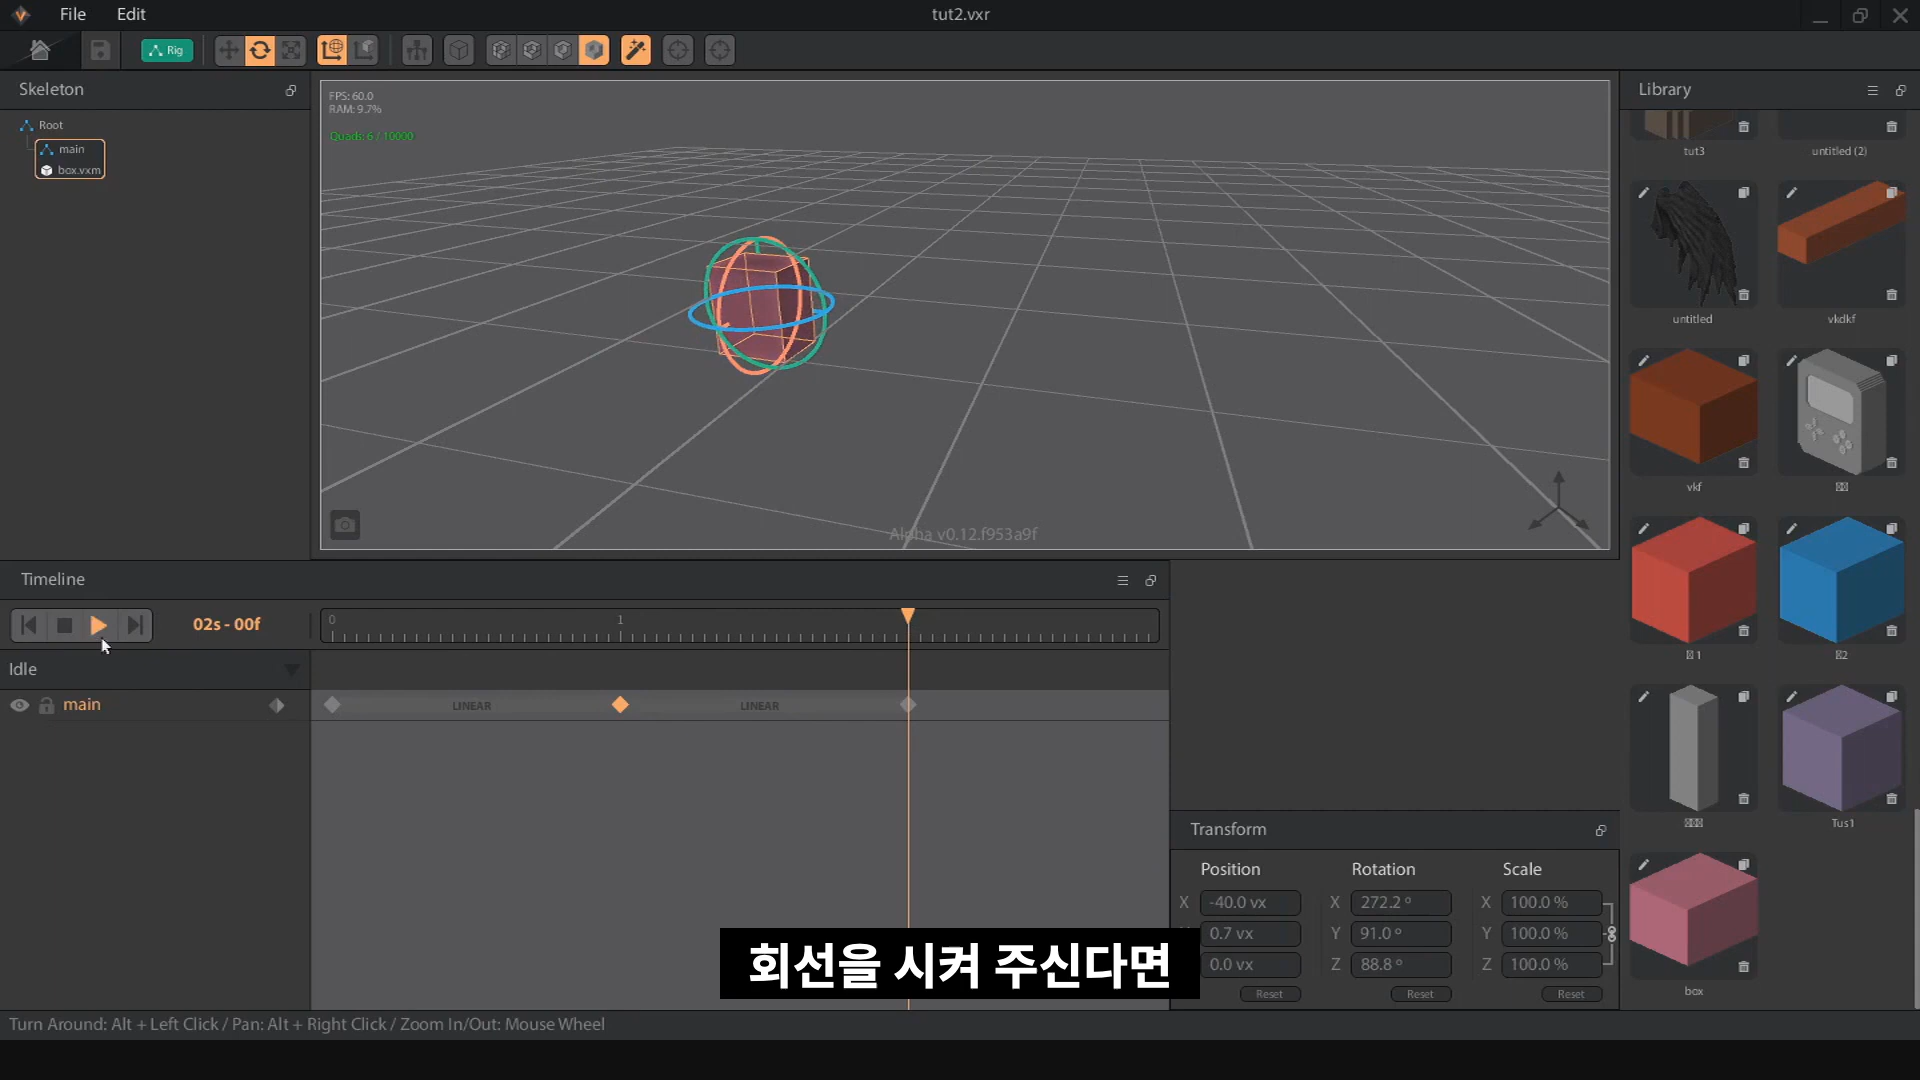 File
Edit
tut2.vxr
Rig
Skeleton
Root
main
box.vxm
FPS: 60.0
RAM: 9.7%
Quads: 6 / 10000
Alpha v0.12.f953a9f
Library
tut3
untitled (2)
untitled
vkdkf
vkf
1
2
Tus1
box
Timeline
02s - 00f
0
1
Idle
main
LINEAR
LINEAR
Transform
Position
Rotation
Scale
X
-40.0 vx
X
272.2 º
X
100.0 %
0.7 vx
Y
91.0 º
Y
100.0 %
0.0 vx
Z
88.8 º
Z
100.0 %
Reset
Reset
Reset
회선을 시켜 주신다면
Turn Around: Alt + Left Click / Pan: Alt + Right Click / Zoom In/Out: Mouse Wheel